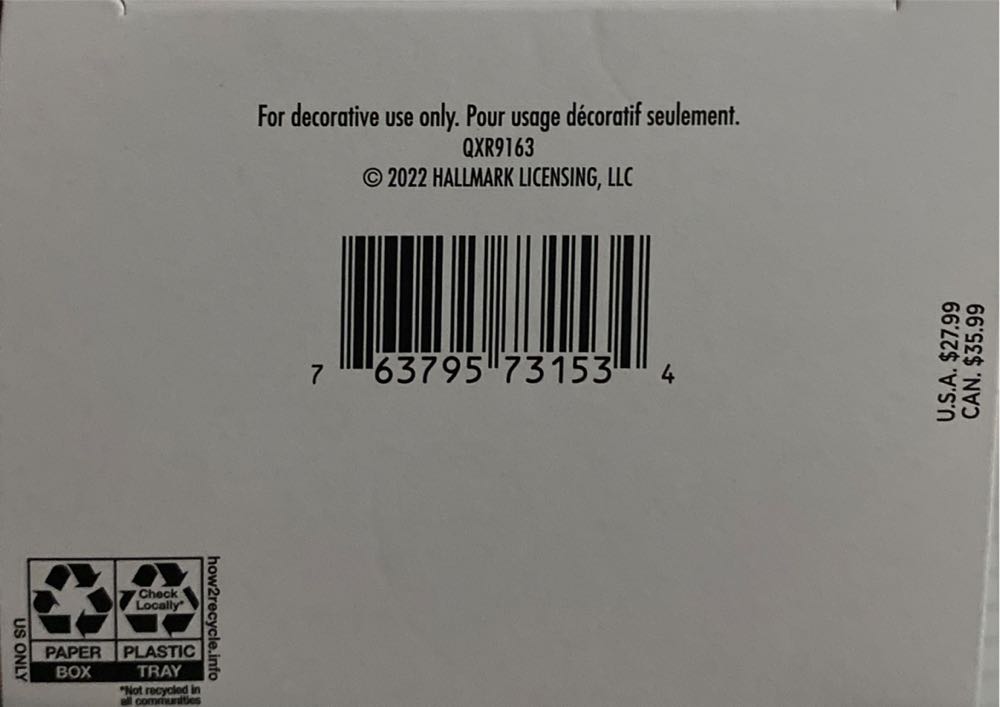 For decorative use only. Pour usage décoratif seulement.
QXR9163
© 2022 HALLMARK LICENSING, LLC
7 63795 73153 4
U.S.A. $27.99
CAN. $35.99
US ONLY
Check
Locally*
PAPER
BOX
PLASTIC
TRAY
how2recycle.info
*Not recycled in
all communities